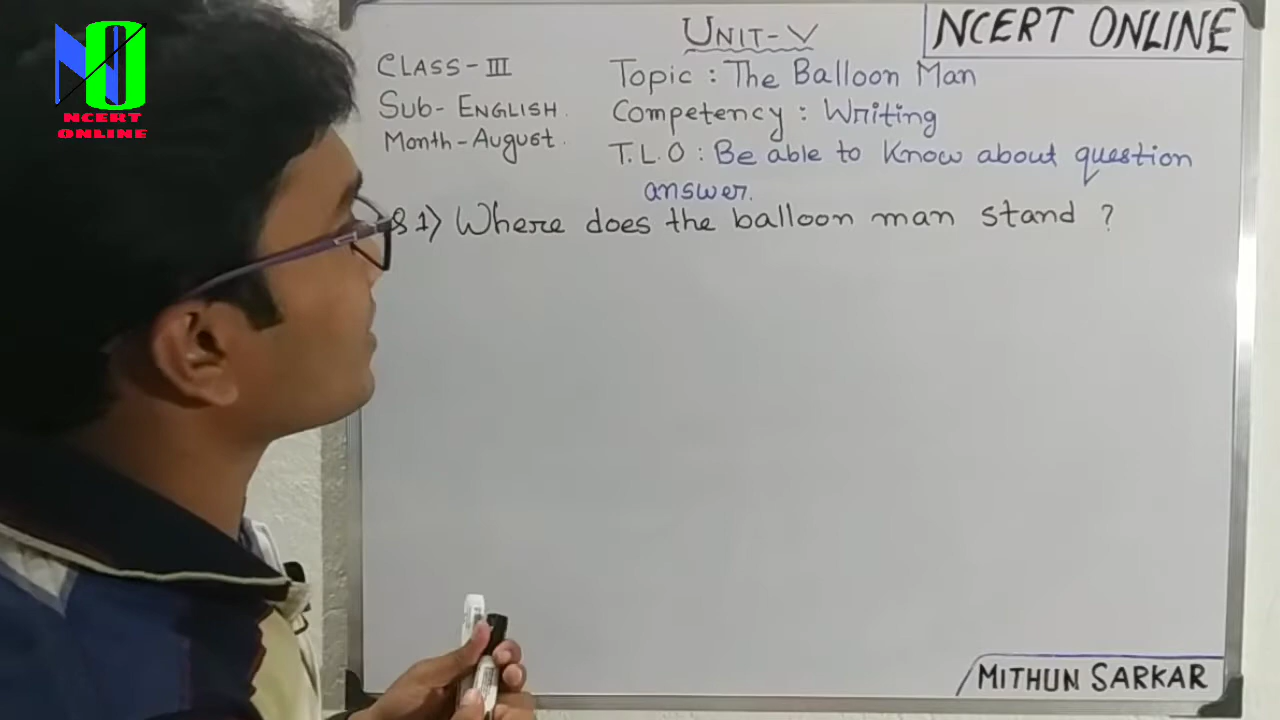 NO
NCERT
ONLINE
UNIT-V
NCERT ONLINE
CLASS-III
SUB-ENGLISH.
Month-August.
Topic : The Balloon Man
Competency : Writing
T.L.O : Be able to Know about question
answer.
Q1) Where does the balloon man stand ?
MITHUN SARKAR